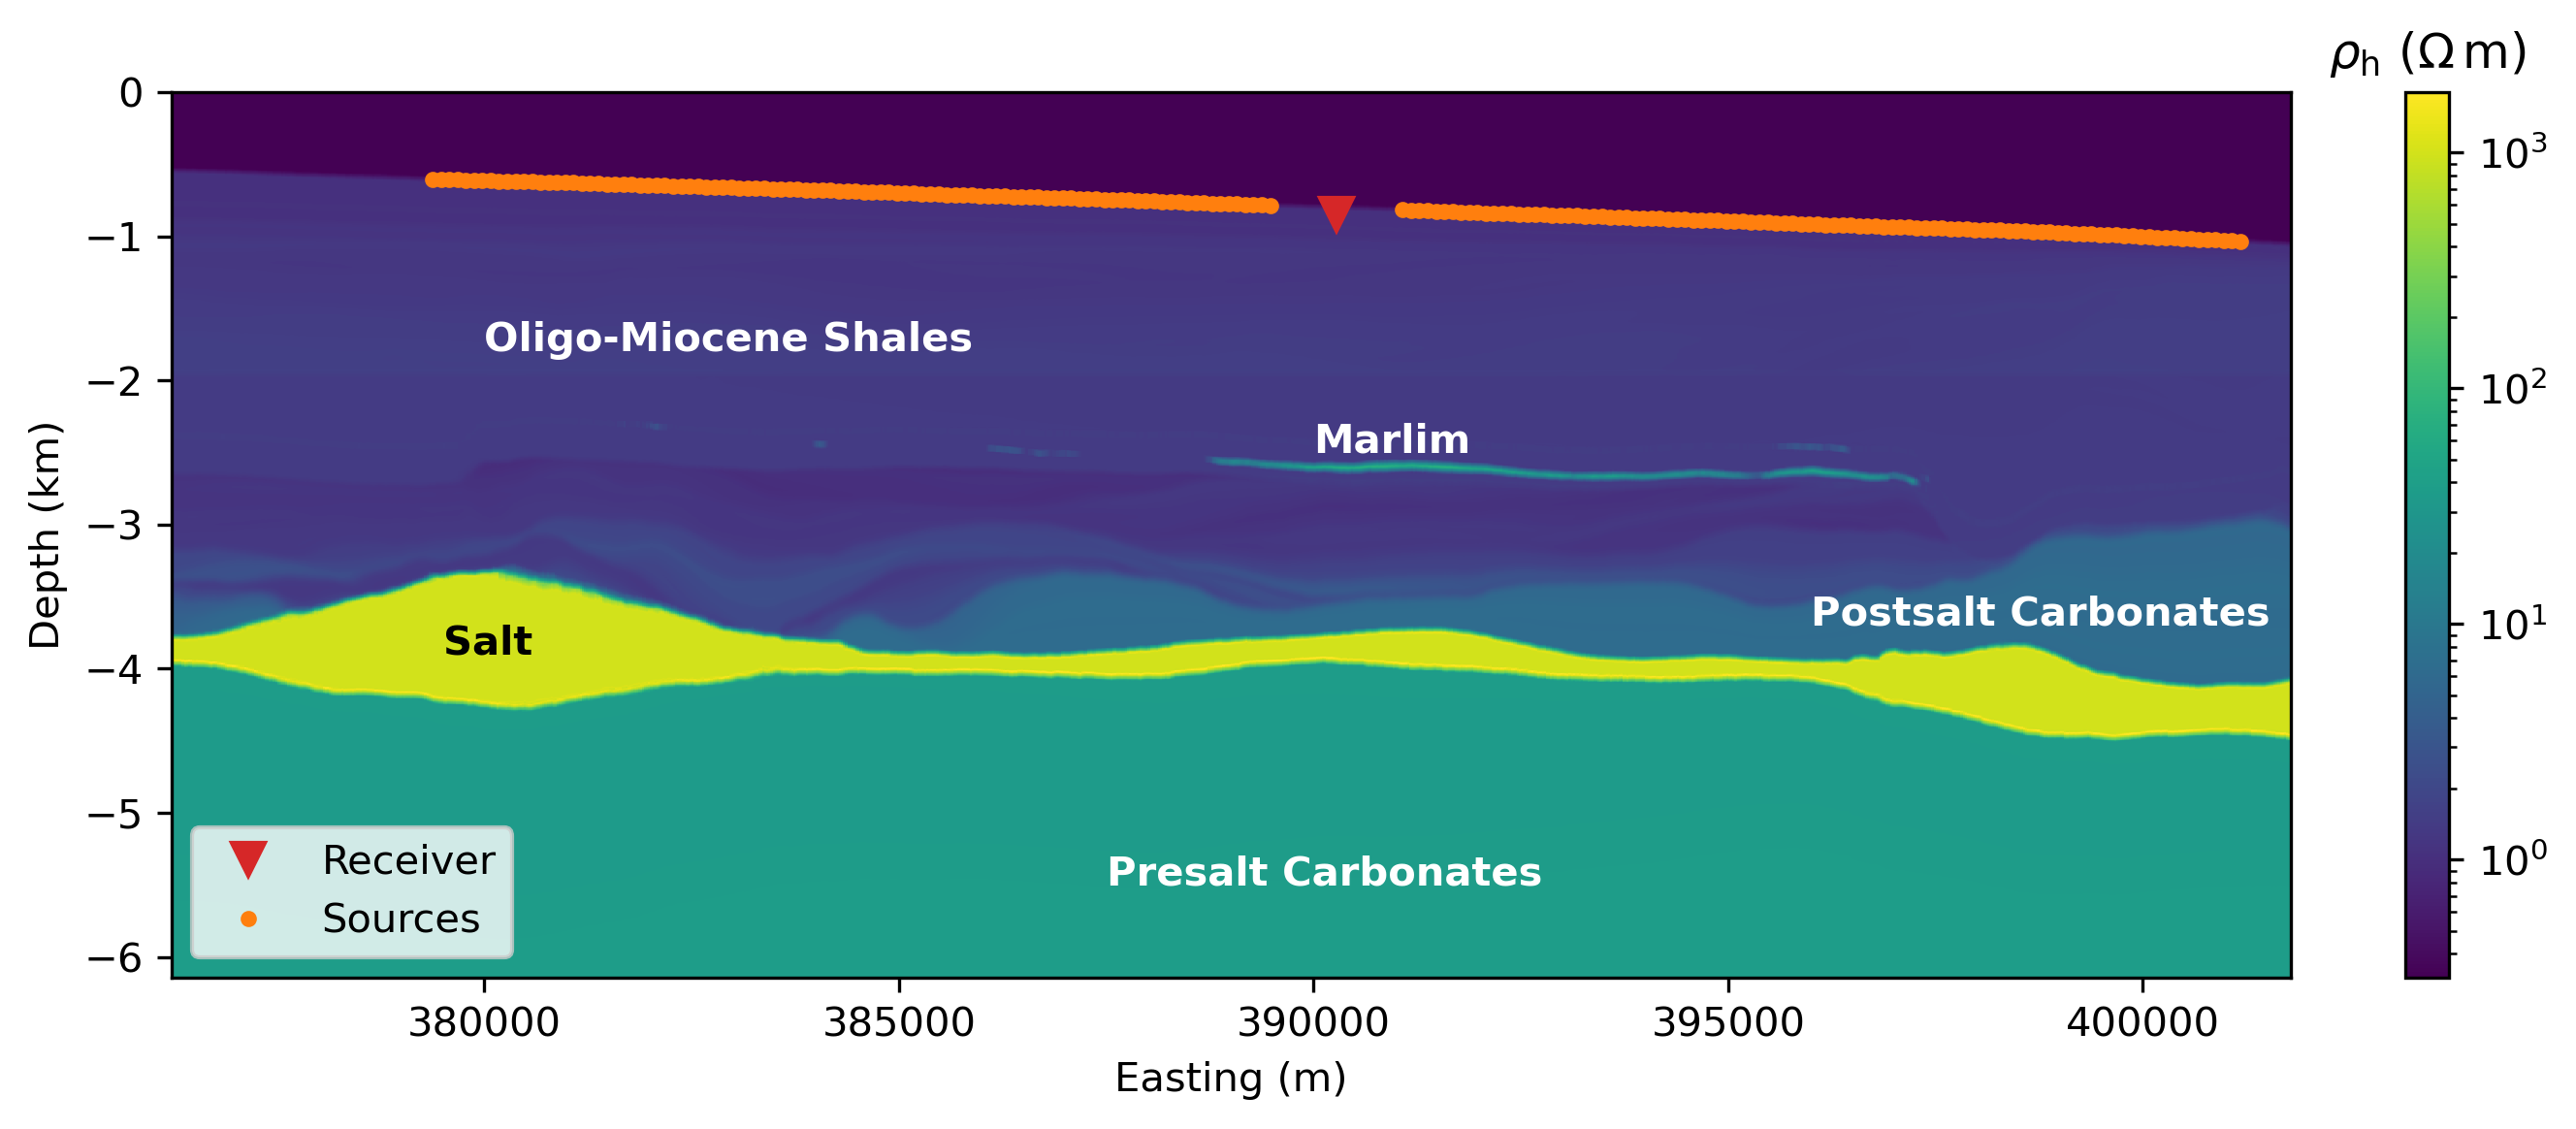 ρh (Ω m)
0
−1
−2
−3
−4
−5
−6
Depth (km)
Oligo-Miocene Shales
Marlim
Postsalt Carbonates
Salt
Presalt Carbonates
Receiver
Sources
380000 385000 390000 395000 400000
Easting (m)
10³
10²
10¹
10⁰